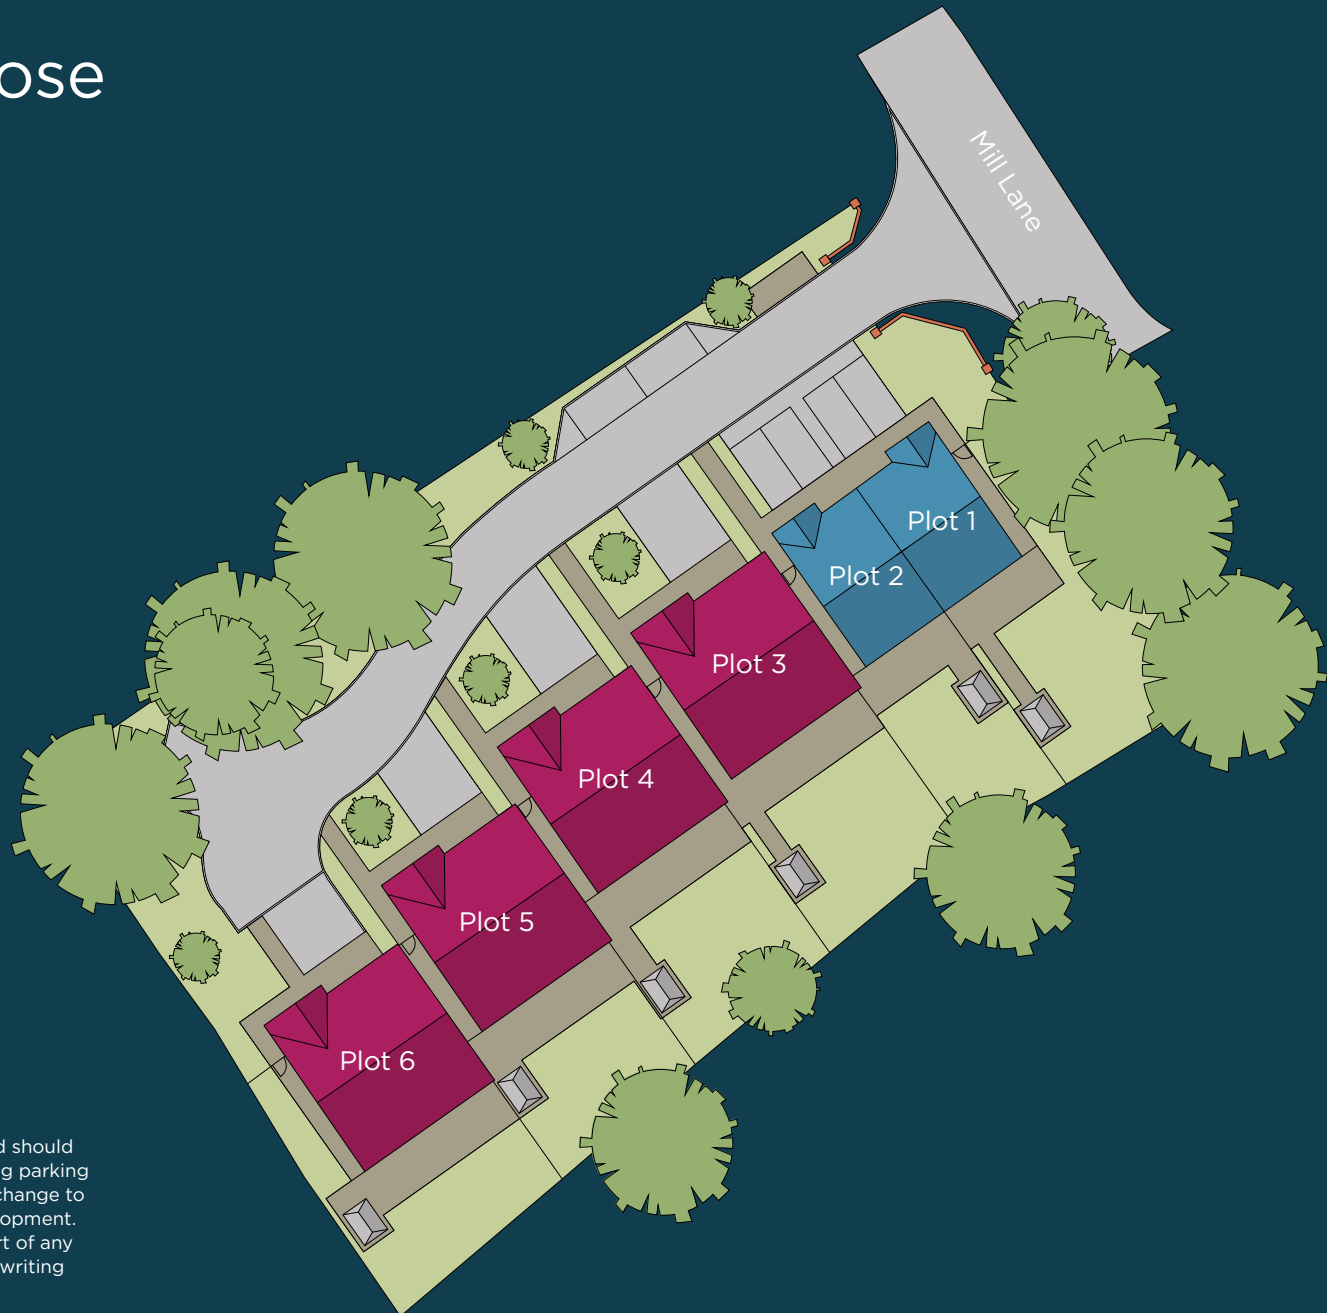 ose
Mill Lane
Plot 1
Plot 2
Plot 3
Plot 4
Plot 5
Plot 6
d should
g parking
change to
opment.
rt of any
writing